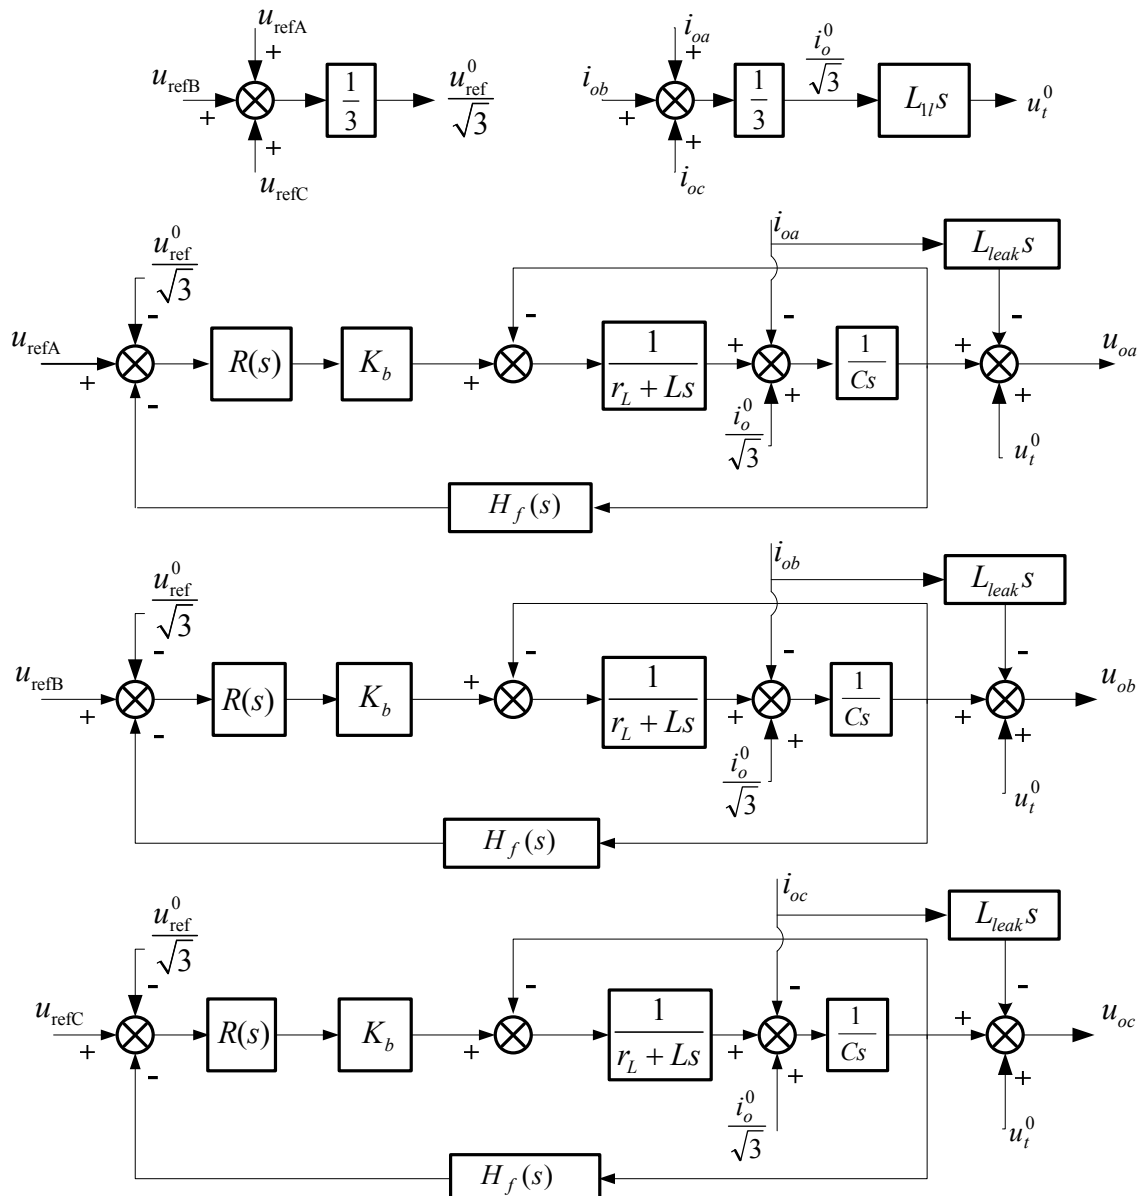 u_refA
+
u_refB
+
+
u_refC
1/3
u_ref^0/√3
i_oa
+
i_ob
+
+
i_oc
1/3
i_o^0/√3
L_1l s
u_t^0
u_ref^0/√3
-
u_refA
+
-
R(s)
K_b
+
-
1/(r_L + Ls)
+
i_oa
-
+
i_o^0/√3
1/Cs
+
L_leak s
-
+
u_t^0
u_oa
H_f(s)
u_ref^0/√3
-
u_refB
+
-
R(s)
K_b
+
-
1/(r_L + Ls)
+
i_ob
-
+
i_o^0/√3
1/Cs
+
L_leak s
-
+
u_t^0
u_ob
H_f(s)
u_ref^0/√3
-
u_refC
+
-
R(s)
K_b
+
-
1/(r_L + Ls)
+
i_oc
-
+
i_o^0/√3
1/Cs
+
L_leak s
-
+
u_t^0
u_oc
H_f(s)